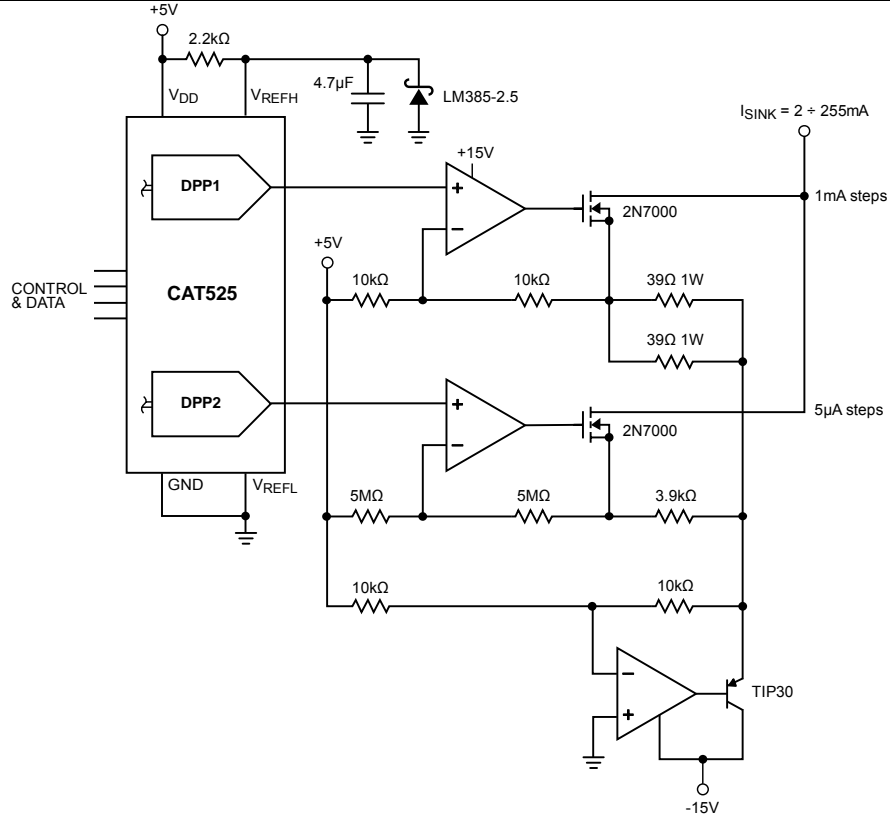 +5V
2.2kΩ
VDD
VREFH
4.7µF
LM385-2.5
ISINK = 2 ÷ 255mA
+15V
DPP1
+
−
2N7000
1mA steps
+5V
10kΩ
10kΩ
39Ω 1W
CONTROL
& DATA
CAT525
39Ω 1W
DPP2
+
−
2N7000
5µA steps
GND
VREFL
5MΩ
5MΩ
3.9kΩ
10kΩ
10kΩ
−
+
TIP30
-15V